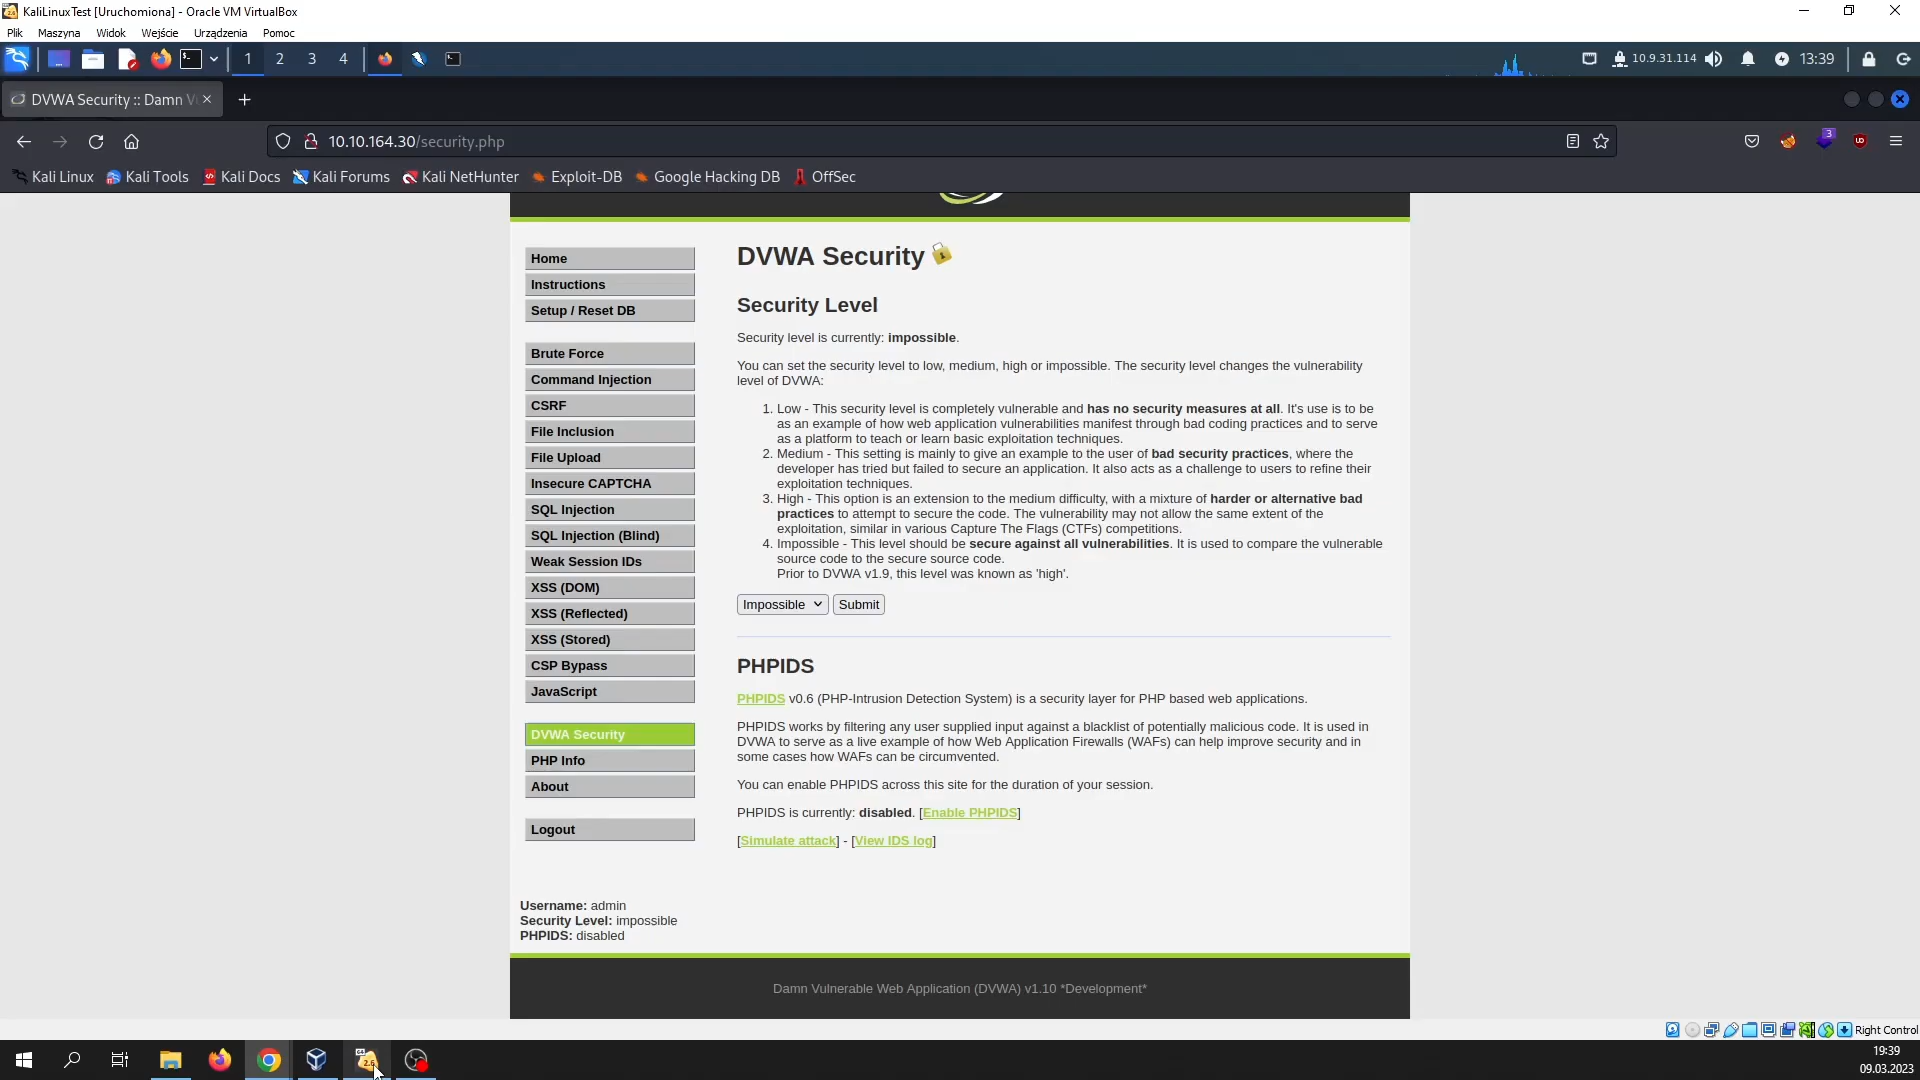 KaliLinuxTest [Uruchomiona] - Oracle VM VirtualBox
Plik Maszyna Widok Wejście Urządzenia Pomoc
1 2 3 4 10.9.31.114 13:39
DVWA Security :: Damn Vu
10.10.164.30/security.php 3
Kali Linux Kali Tools Kali Docs Kali Forums Kali NetHunter Exploit-DB Google Hacking DB OffSec
Home
Instructions
Setup / Reset DB
Brute Force
Command Injection
CSRF
File Inclusion
File Upload
Insecure CAPTCHA
SQL Injection
SQL Injection (Blind)
Weak Session IDs
XSS (DOM)
XSS (Reflected)
XSS (Stored)
CSP Bypass
JavaScript
DVWA Security
PHP Info
About
Logout
DVWA Security
Security Level
Security level is currently: impossible.
You can set the security level to low, medium, high or impossible. The security level changes the vulnerability
level of DVWA:
1. Low - This security level is completely vulnerable and has no security measures at all. It's use is to be
as an example of how web application vulnerabilities manifest through bad coding practices and to serve
as a platform to teach or learn basic exploitation techniques.
2. Medium - This setting is mainly to give an example to the user of bad security practices, where the
developer has tried but failed to secure an application. It also acts as a challenge to users to refine their
exploitation techniques.
3. High - This option is an extension to the medium difficulty, with a mixture of harder or alternative bad
practices to attempt to secure the code. The vulnerability may not allow the same extent of the
exploitation, similar in various Capture The Flags (CTFs) competitions.
4. Impossible - This level should be secure against all vulnerabilities. It is used to compare the vulnerable
source code to the secure source code.
Prior to DVWA v1.9, this level was known as 'high'.
Impossible Submit
PHPIDS
PHPIDS v0.6 (PHP-Intrusion Detection System) is a security layer for PHP based web applications.
PHPIDS works by filtering any user supplied input against a blacklist of potentially malicious code. It is used in
DVWA to serve as a live example of how Web Application Firewalls (WAFs) can help improve security and in
some cases how WAFs can be circumvented.
You can enable PHPIDS across this site for the duration of your session.
PHPIDS is currently: disabled. [Enable PHPIDS]
[Simulate attack] - [View IDS log]
Username: admin
Security Level: impossible
PHPIDS: disabled
Damn Vulnerable Web Application (DVWA) v1.10 *Development*
Right Control
64
2.6
19:39
09.03.2023